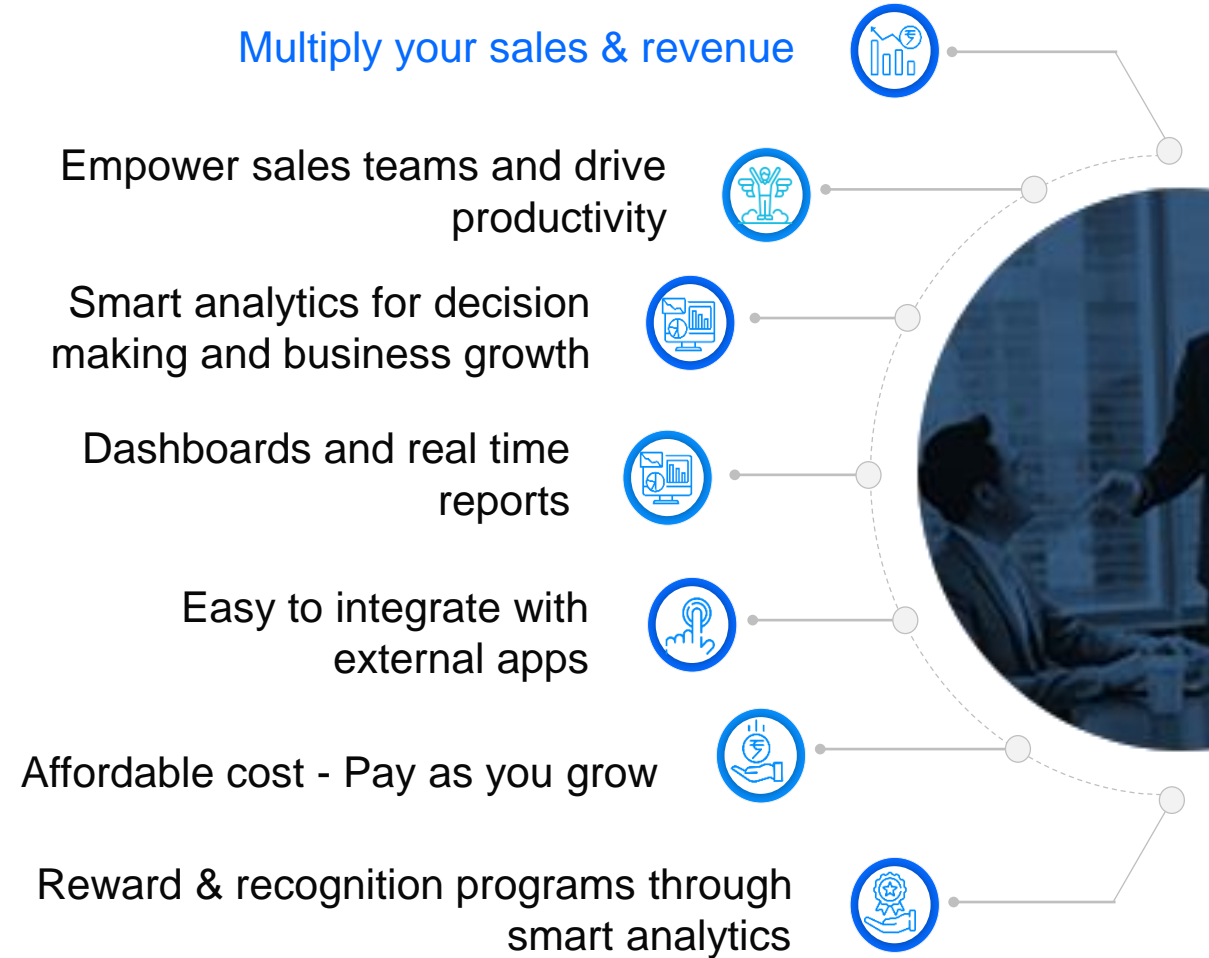 Multiply your sales & revenue
Empower sales teams and drive
productivity
Smart analytics for decision
making and business growth
Dashboards and real time
reports
Easy to integrate with
external apps
Affordable cost - Pay as you grow
Reward & recognition programs through
smart analytics